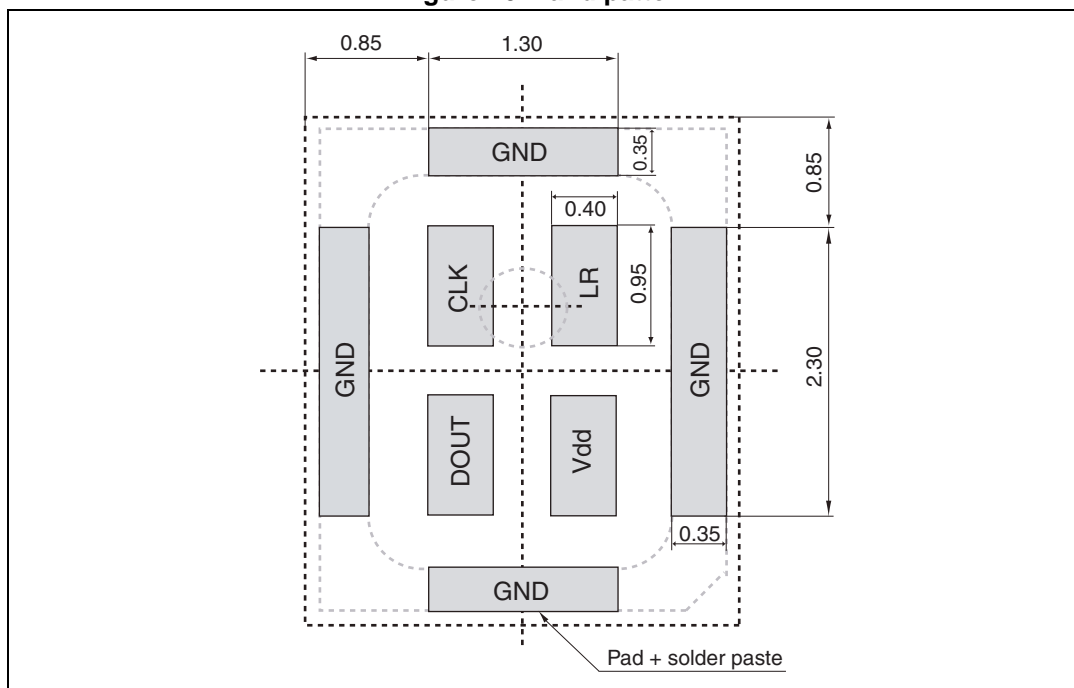 0.85
1.30
GND
0.35
0.85
0.40
CLK
LR
0.95
GND
GND
2.30
DOUT
Vdd
0.35
GND
Pad + solder paste